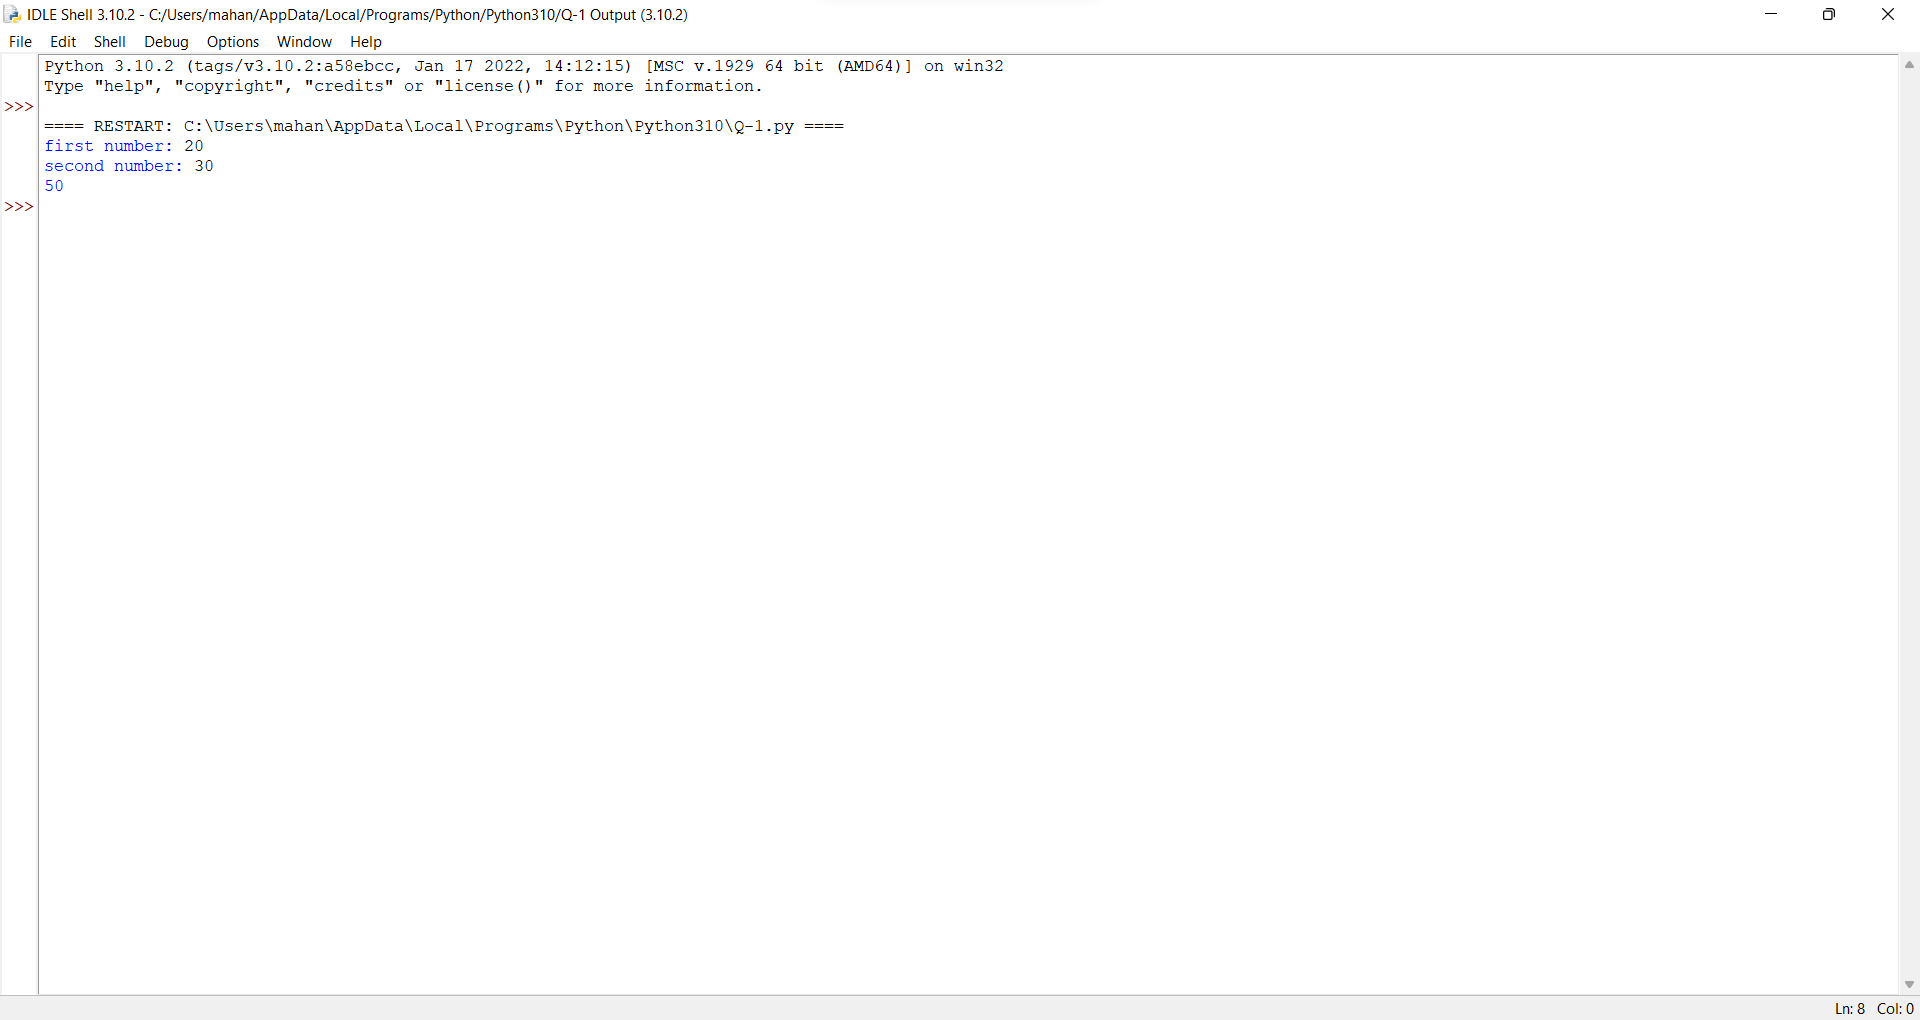 IDLE Shell 3.10.2 - C:/Users/mahan/AppData/Local/Programs/Python/Python310/Q-1 Output (3.10.2)
File Edit Shell Debug Options Window Help
Python 3.10.2 (tags/v3.10.2:a58ebcc, Jan 17 2022, 14:12:15) [MSC v.1929 64 bit (AMD64)] on win32
Type "help", "copyright", "credits" or "license()" for more information.
>>>
==== RESTART: C:\Users\mahan\AppData\Local\Programs\Python\Python310\Q-1.py ====
first number: 20
second number: 30
50
>>>
Ln: 8 Col: 0